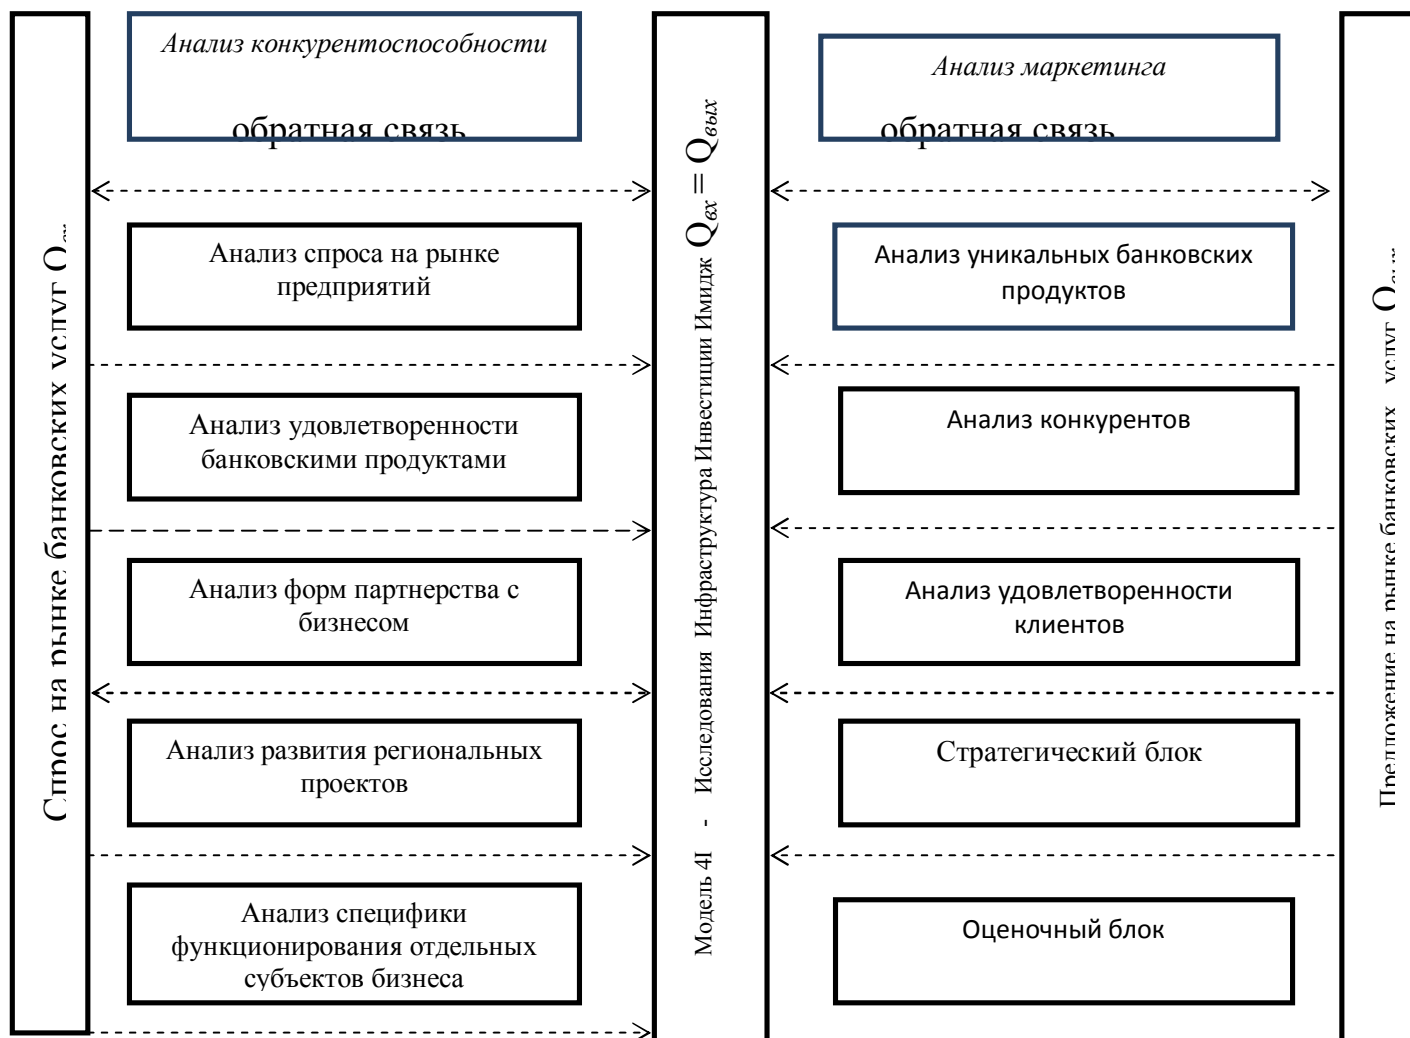 Спрос на рынке банковских услуг Qвх
Анализ конкурентоспособности
обратная связь
Анализ спроса на рынке
предприятий
Анализ удовлетворенности
банковскими продуктами
Анализ форм партнерства с
бизнесом
Анализ развития региональных
проектов
Анализ специфики
функционирования отдельных
субъектов бизнеса
Модель 4I - Исследования Инфраструктура Инвестиции Имидж Qвх = Qвых
Анализ маркетинга
обратная связь
Анализ уникальных банковских
продуктов
Анализ конкурентов
Анализ удовлетворенности
клиентов
Стратегический блок
Оценочный блок
Предложение на рынке банковских услуг Qвых